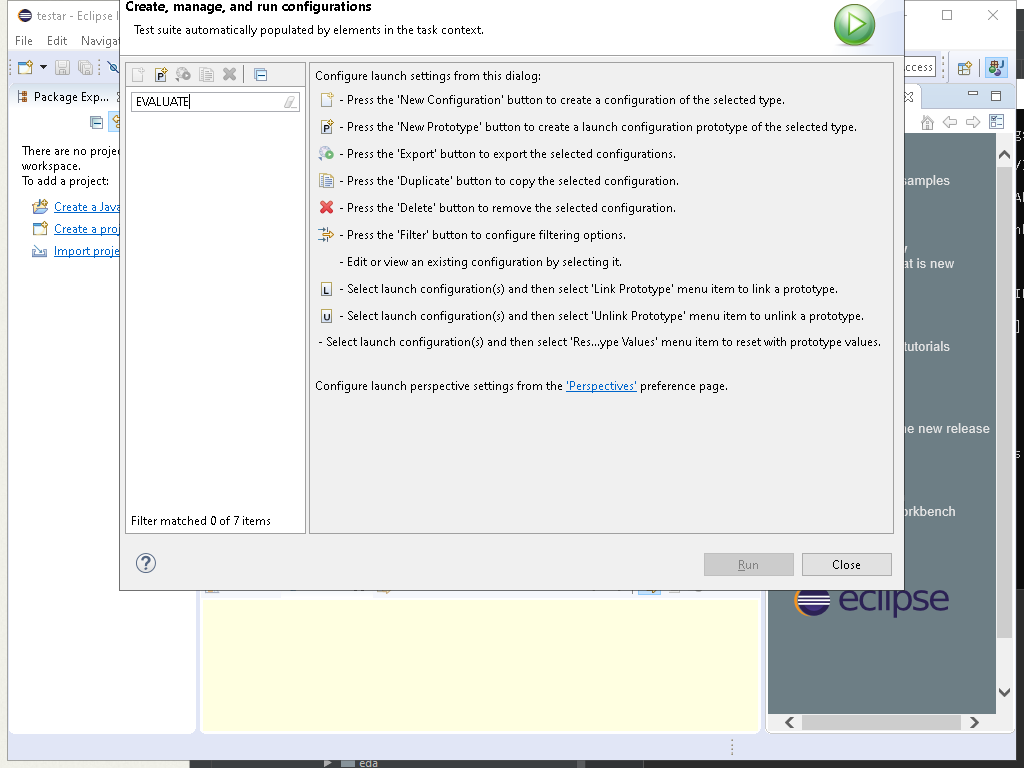 Create, manage, and run configurations
testar - Eclipse I
Test suite automatically populated by elements in the task context.
File Edit Navigat
Package Exp...
EVALUATE
There are no projec
workspace.
To add a project:
Create a Java
Create a proj
Import proje
Configure launch settings from this dialog:
- Press the 'New Configuration' button to create a configuration of the selected type.
- Press the 'New Prototype' button to create a launch configuration prototype of the selected type.
- Press the 'Export' button to export the selected configurations.
- Press the 'Duplicate' button to copy the selected configuration.
- Press the 'Delete' button to remove the selected configuration.
- Press the 'Filter' button to configure filtering options.
- Edit or view an existing configuration by selecting it.
L - Select launch configuration(s) and then select 'Link Prototype' menu item to link a prototype.
U - Select launch configuration(s) and then select 'Unlink Prototype' menu item to unlink a prototype.
- Select launch configuration(s) and then select 'Res...ype Values' menu item to reset with prototype values.
Configure launch perspective settings from the 'Perspectives' preference page.
Filter matched 0 of 7 items
Run
Close
ccess
samples
at is new
tutorials
ne new release
orkbench
eclipse
eda